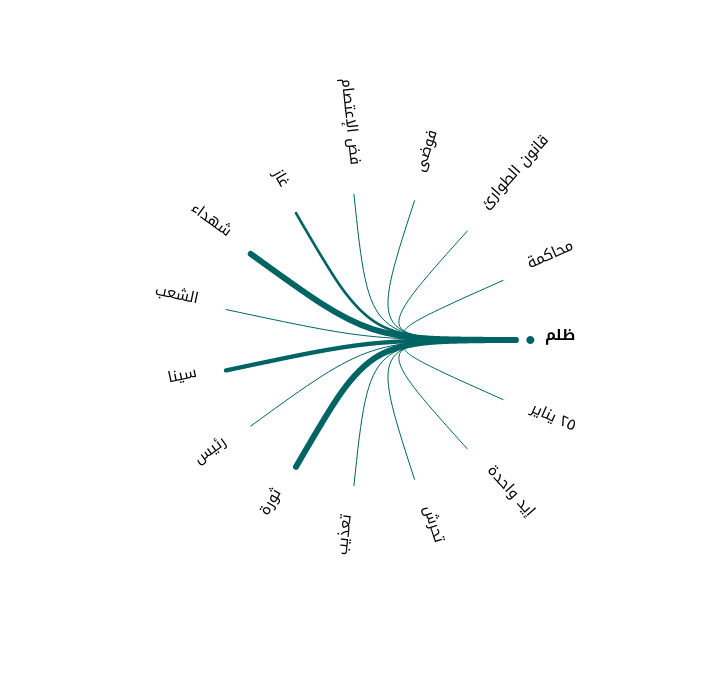 ظلم
محاكمة
قانون الطوارئ
فوضى
فض الإعتصام
غاز
شهداء
الشعب
سينا
رئيس
ثورة
تعذيب
تحرش
إيد واحدة
٢٥ يناير